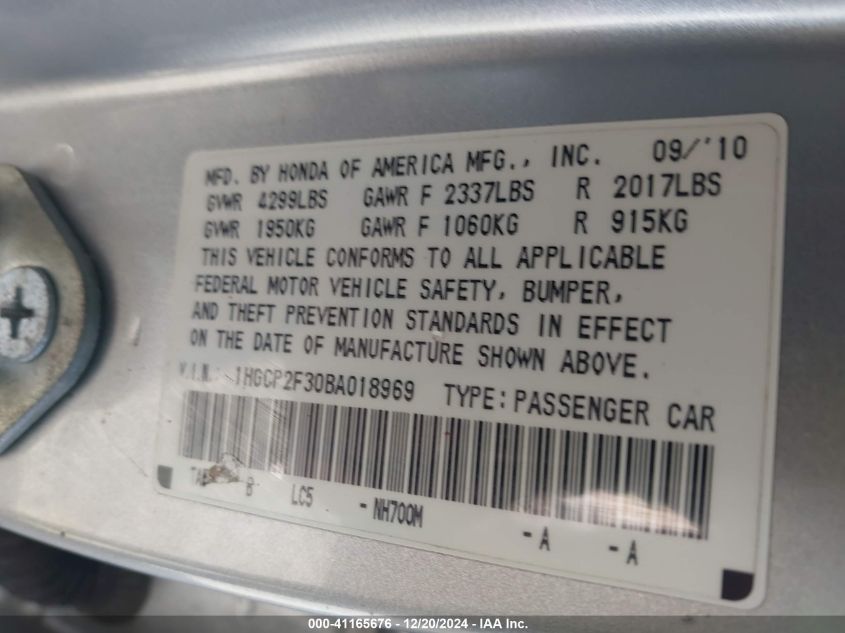 MFD. BY HONDA OF AMERICA MFG., INC. 09/'10
GVWR 4299LBS GAWR F 2337LBS R 2017LBS
GVWR 1950KG GAWR F 1060KG R 915KG
THIS VEHICLE CONFORMS TO ALL APPLICABLE
FEDERAL MOTOR VEHICLE SAFETY, BUMPER,
AND THEFT PREVENTION STANDARDS IN EFFECT
ON THE DATE OF MANUFACTURE SHOWN ABOVE.
V.I.N.: 1HGCP2F30BA018969 TYPE:PASSENGER CAR
B LC5 -NH700M -A -A
000-41165676 - 12/20/2024 - IAA Inc.